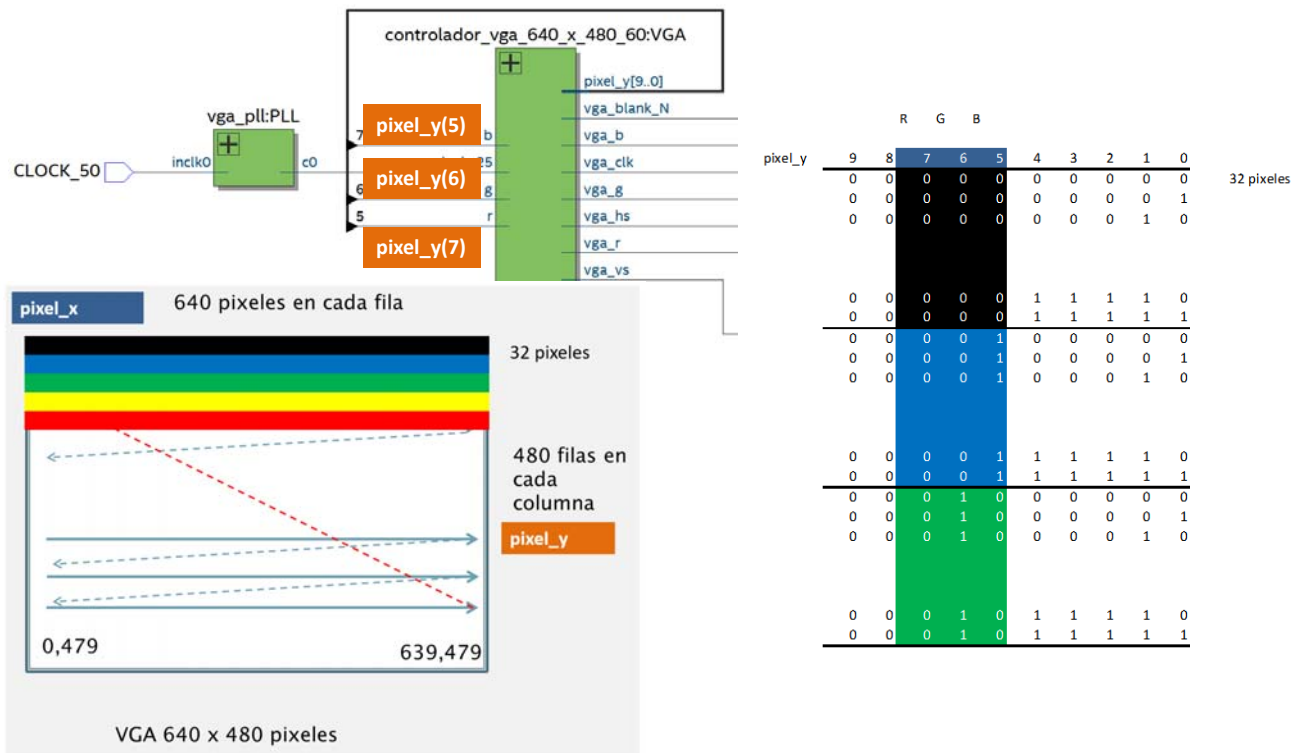 controlador_vga_640_x_480_60:VGA
pixel_y[9..0]
vga_blank_N
vga_pll:PLL
7 pixel_y(5) b
vga_b
CLOCK_50 inclk0 c0
25
vga_clk
pixel_y(6)
6 g
vga_g
5 r
vga_hs
pixel_y(7)
vga_r
vga_vs
R G B
pixel_y 9 8 7 6 5 4 3 2 1 0
0 0 0 0 0 0 0 0 0 0 32 pixeles
0 0 0 0 0 0 0 0 0 1
0 0 0 0 0 0 0 0 1 0
0 0 0 0 0 1 1 1 1 0
0 0 0 0 0 1 1 1 1 1
0 0 0 0 1 0 0 0 0 0
0 0 0 0 1 0 0 0 0 1
0 0 0 0 1 0 0 0 1 0
0 0 0 0 1 1 1 1 1 0
0 0 0 0 1 1 1 1 1 1
0 0 0 1 0 0 0 0 0 0
0 0 0 1 0 0 0 0 0 1
0 0 0 1 0 0 0 0 1 0
0 0 0 1 0 1 1 1 1 0
0 0 0 1 0 1 1 1 1 1
pixel_x 640 pixeles en cada fila
32 pixeles
480 filas en
cada
columna
pixel_y
0,479
639,479
VGA 640 x 480 pixeles